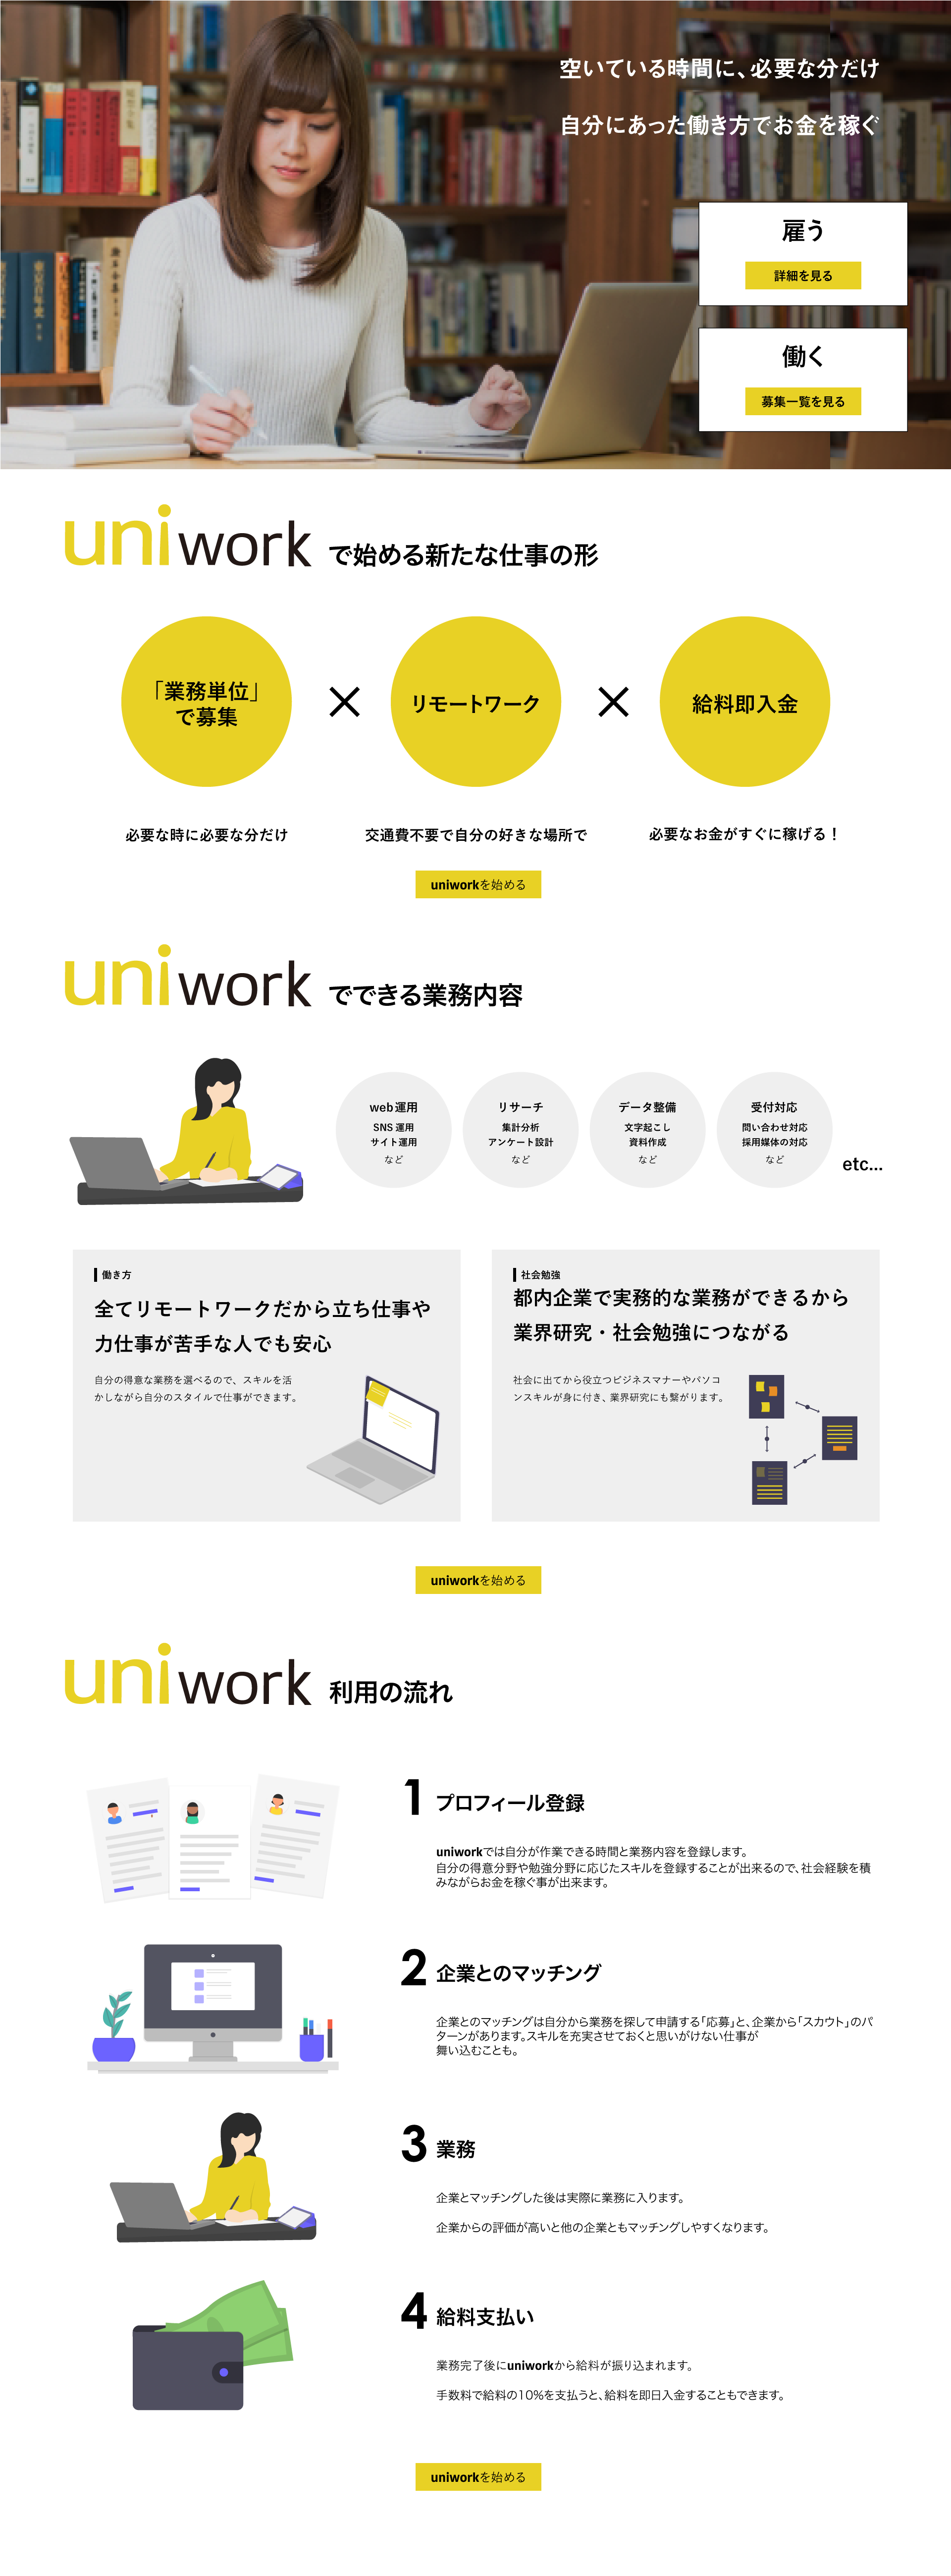 空いている時間に、必要な分だけ
自分にあった働き方でお金を稼ぐ
雇う
詳細を見る
働く
募集一覧を見る
uniwork で始める新たな仕事の形
「業務単位」
で募集
×
リモートワーク
×
給料即入金
必要な時に必要な分だけ
交通費不要で自分の好きな場所で
必要なお金がすぐに稼げる！
uniworkを始める
uniwork でできる業務内容
web運用
SNS 運用
サイト運用
など
リサーチ
集計分析
アンケート設計
など
データ整備
文字起こし
資料作成
など
受付対応
問い合わせ対応
採用媒体の対応
など
etc...
働き方
全てリモートワークだから立ち仕事や
力仕事が苦手な人でも安心
自分の得意な業務を選べるので、スキルを活
かしながら自分のスタイルで仕事ができます。
社会勉強
都内企業で実務的な業務ができるから
業界研究・社会勉強につながる
社会に出てから役立つビジネスマナーやパソコ
ンスキルが身に付き、業界研究にも繋がります。
uniworkを始める
uniwork 利用の流れ
1 プロフィール登録
uniworkでは自分が作業できる時間と業務内容を登録します。
自分の得意分野や勉強分野に応じたスキルを登録することが出来るので、社会経験を積
みながらお金を稼ぐ事が出来ます。
2 企業とのマッチング
企業とのマッチングは自分から業務を探して申請する「応募」と、企業から「スカウト」のパ
ターンがあります。スキルを充実させておくと思いがけない仕事が
舞い込むことも。
3 業務
企業とマッチングした後は実際に業務に入ります。
企業からの評価が高いと他の企業ともマッチングしやすくなります。
4 給料支払い
業務完了後にuniworkから給料が振り込まれます。
手数料で給料の10%を支払うと、給料を即日入金することもできます。
uniworkを始める